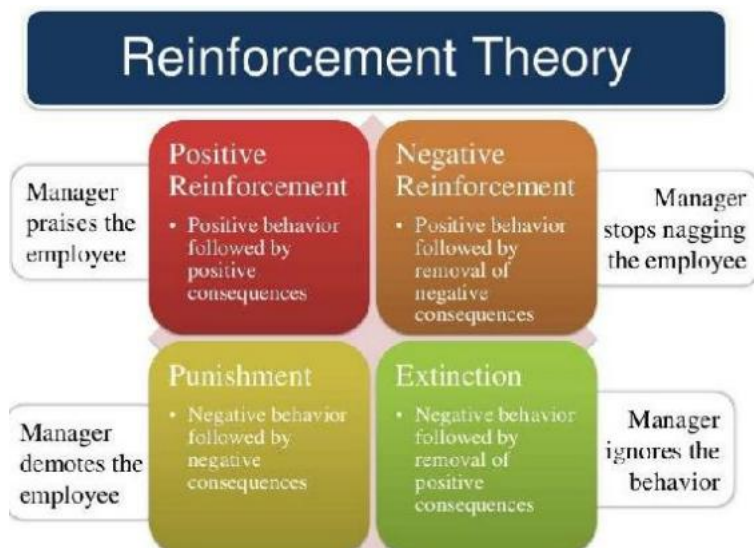 Reinforcement Theory
Manager
praises the
employee
Positive
Reinforcement
• Positive behavior
followed by
positive
consequences
Negative
Reinforcement
• Positive behavior
followed by
removal of
negative
consequences
Manager
stops nagging
the employee
Manager
demotes the
employee
Punishment
• Negative behavior
followed by
negative
consequences
Extinction
• Negative behavior
followed by
removal of
positive
consequences
Manager
ignores the
behavior